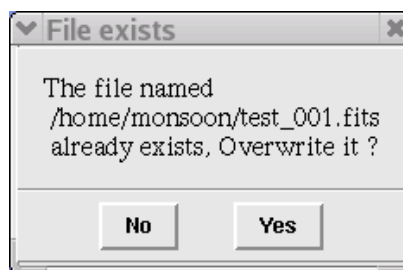 File exists
The file named
/home/monsoon/test_001.fits
already exists, Overwrite it ?
No Yes